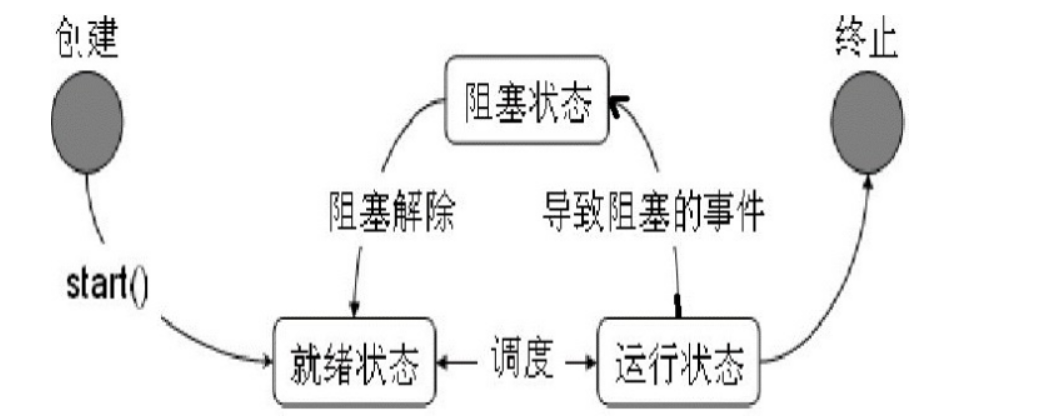 创建
终止
阻塞状态
阻塞解除
导致阻塞的事件
start()
就绪状态
调度
运行状态